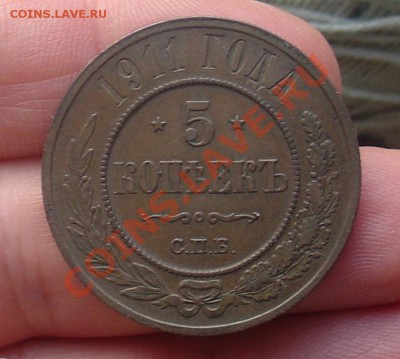 COINS.LAVE.RU
1911 ГОДА
* 5 *
КОПѢЕКЪ
С.П.Б.
COINS.LAVE.RU